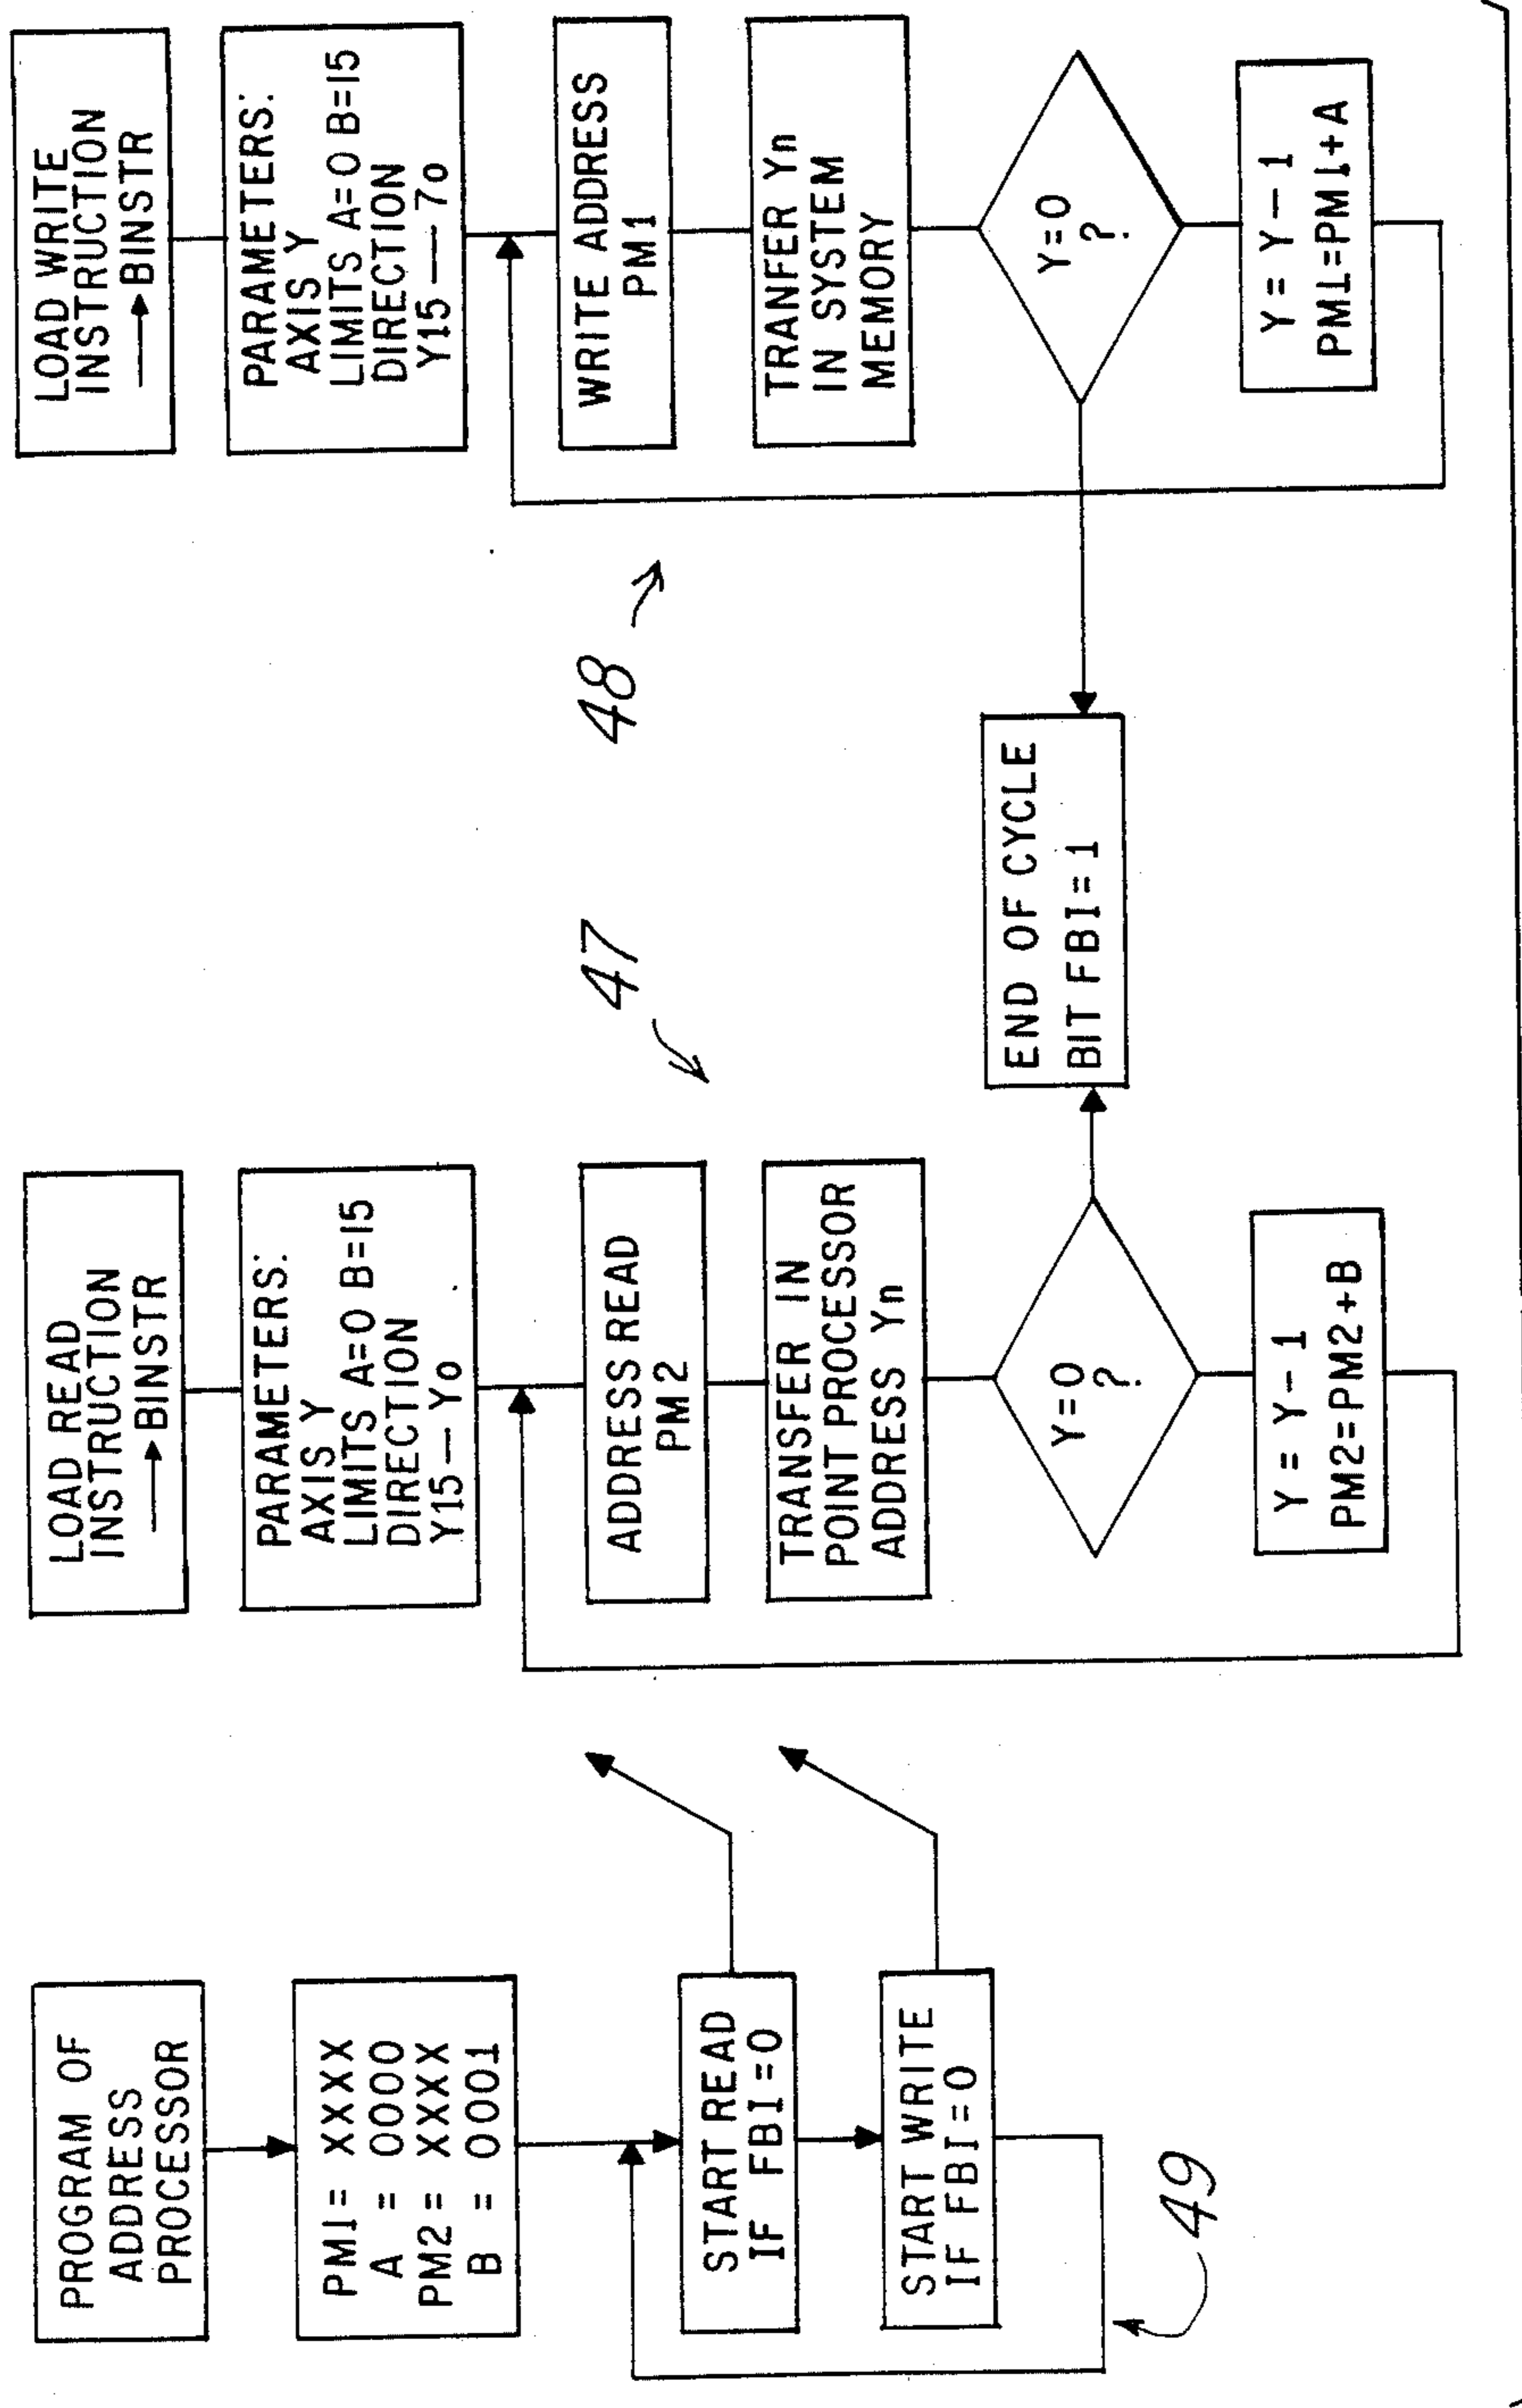 PROGRAM OF
ADDRESS
PROCESSOR
PM1= XXXX
A = 0000
PM2= XXXX
B = 0001
START READ
IF FBI=0
START WRITE
IF FBI=0
49
LOAD READ
INSTRUCTION
→BINSTR
PARAMETERS:
AXIS Y
LIMITS A=0 B=15
DIRECTION
Y15—Yo
ADDRESS READ
PM2
TRANSFER IN
POINT PROCESSOR
ADDRESS Yn
Y=0
?
Y=Y-1
PM2=PM2+B
47
END OF CYCLE
BIT FBI=1
48
LOAD WRITE
INSTRUCTION
→BINSTR
PARAMETERS:
AXIS Y
LIMITS A=0 B=15
DIRECTION
Y15—7o
WRITE ADDRESS
PM1
TRANFER Yn
IN SYSTEM
MEMORY
Y=0
?
Y=Y-1
PM1=PM1+A